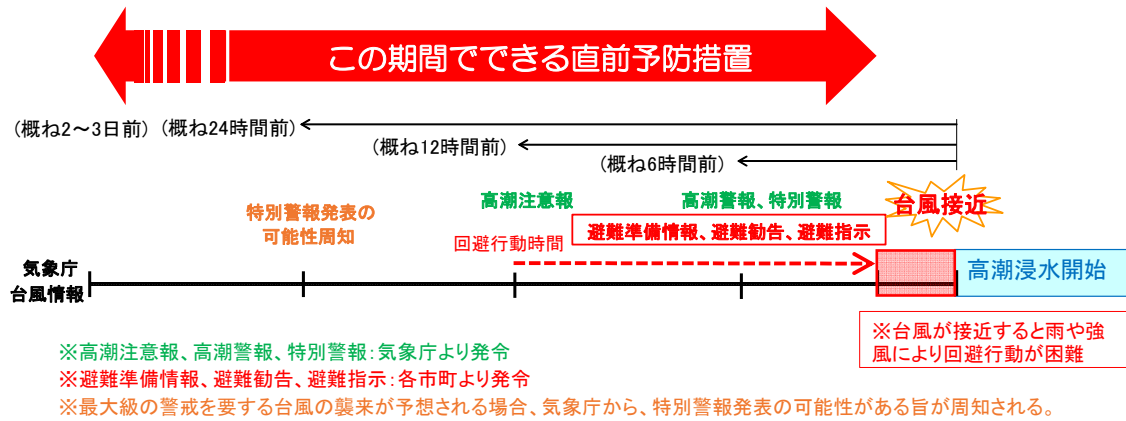 この期間でできる直前予防措置
(概ね2～3日前)
(概ね24時間前)
(概ね12時間前)
(概ね6時間前)
特別警報発表の
可能性周知
高潮注意報
高潮警報、特別警報
台風接近
避難準備情報、避難勧告、避難指示
回避行動時間
気象庁
台風情報
高潮浸水開始
※台風が接近すると雨や強
風により回避行動が困難
※高潮注意報、高潮警報、特別警報：気象庁より発令
※避難準備情報、避難勧告、避難指示：各市町より発令
※最大級の警戒を要する台風の襲来が予想される場合、気象庁から、特別警報発表の可能性がある旨が周知される。